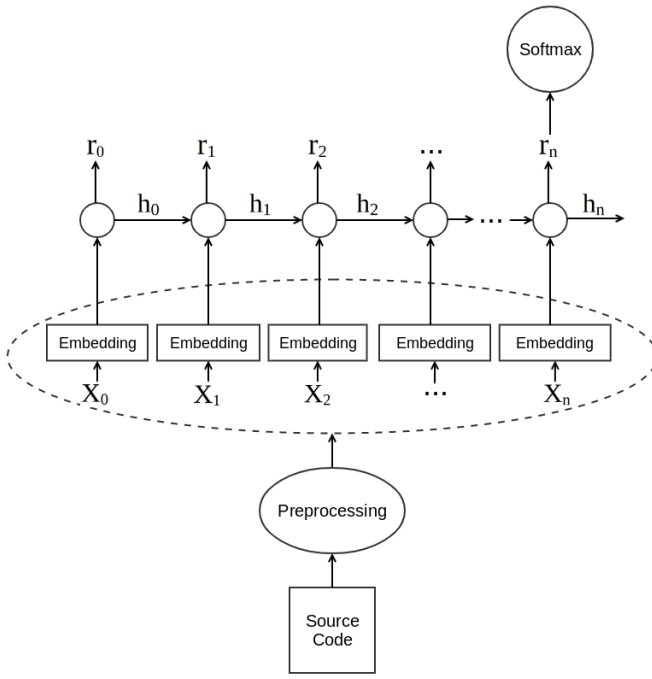 Softmax
r₀ r₁ r₂ ... rₙ
h₀ h₁ h₂ ... hₙ
Embedding Embedding Embedding Embedding Embedding
X₀ X₁ X₂ ... Xₙ
Preprocessing
Source
Code